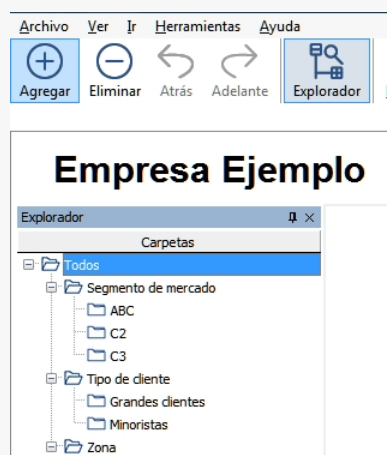 Archivo Ver Ir Herramientas Ayuda
Agregar Eliminar Atrás Adelante Explorador
Empresa Ejemplo
Explorador
Carpetas
Todos
Segmento de mercado
ABC
C2
C3
Tipo de cliente
Grandes clientes
Minoristas
Zona